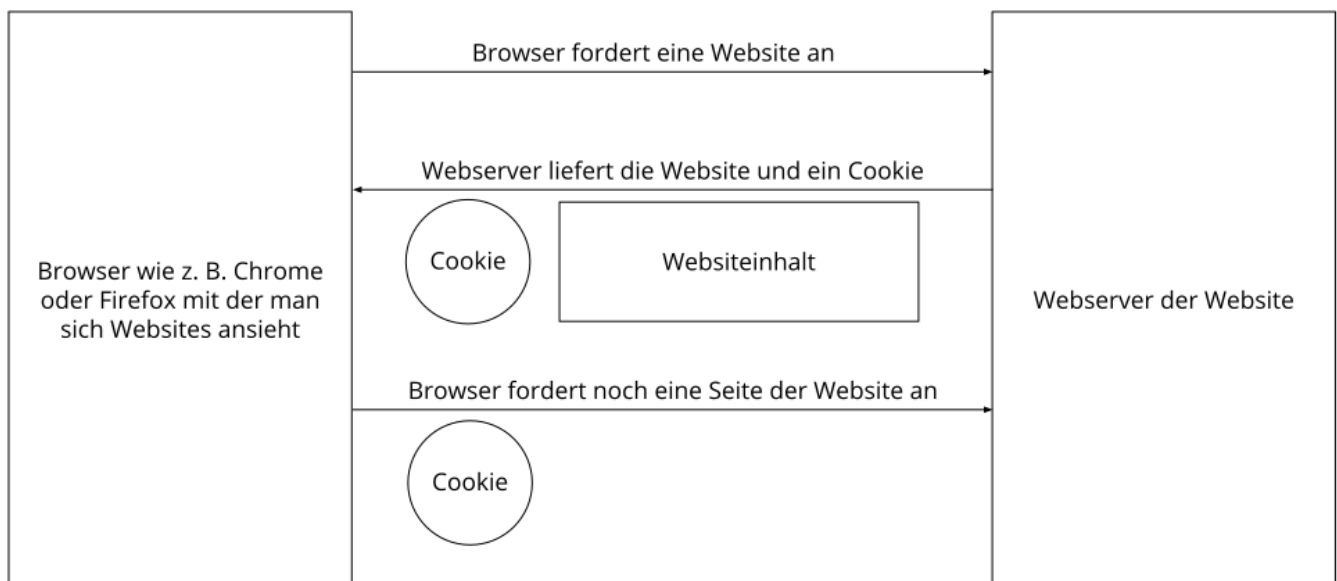 Browser fordert eine Website an
Webserver liefert die Website und ein Cookie
Cookie
Websiteinhalt
Browser wie z. B. Chrome
oder Firefox mit der man
sich Websites ansieht
Webserver der Website
Browser fordert noch eine Seite der Website an
Cookie